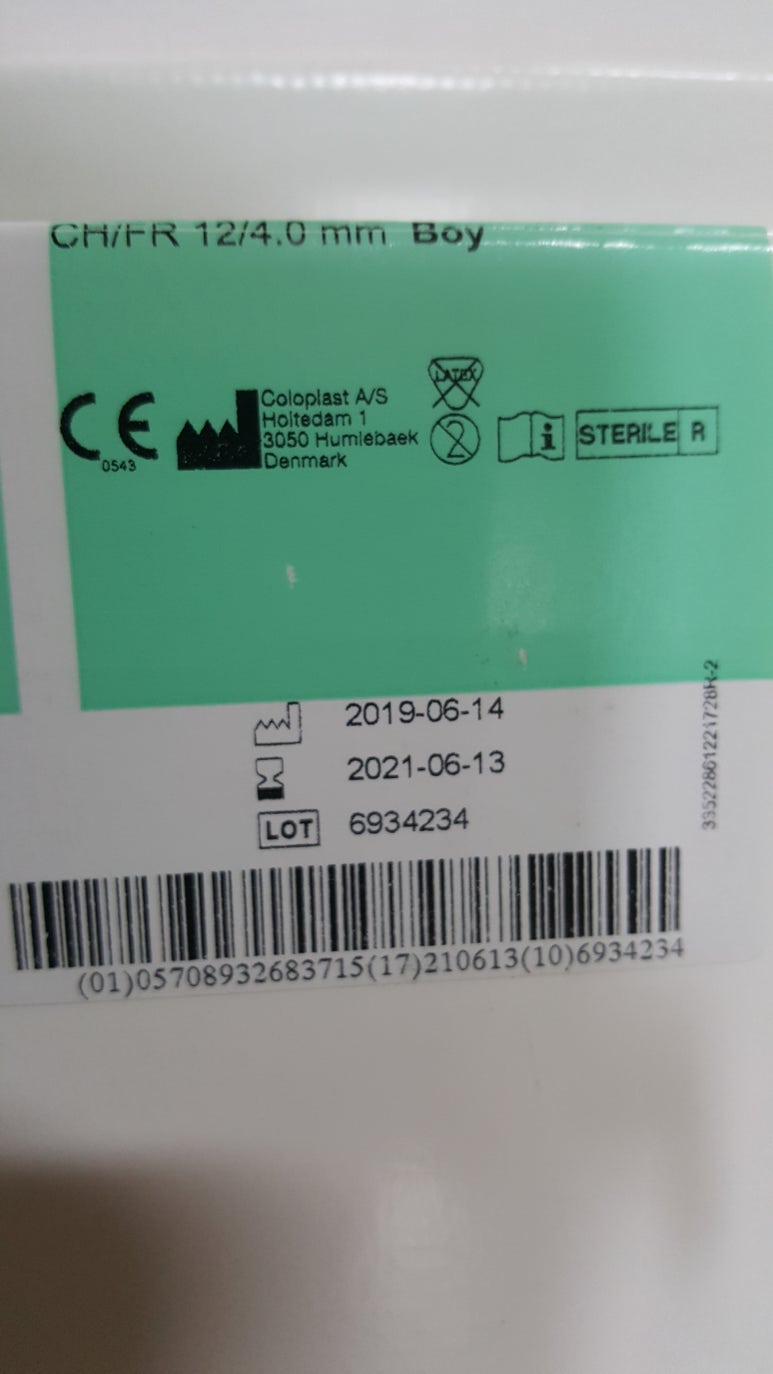 CH/FR 12/4.0 mm Boy
LATEX
Coloplast A/S
Holtedam 1
3050 Humlebaek
Denmark
CE
0543
2
i
STERILE R
2019-06-14
2021-06-13
LOT 6934234
(01)05708932683715(17)210613(10)6934234